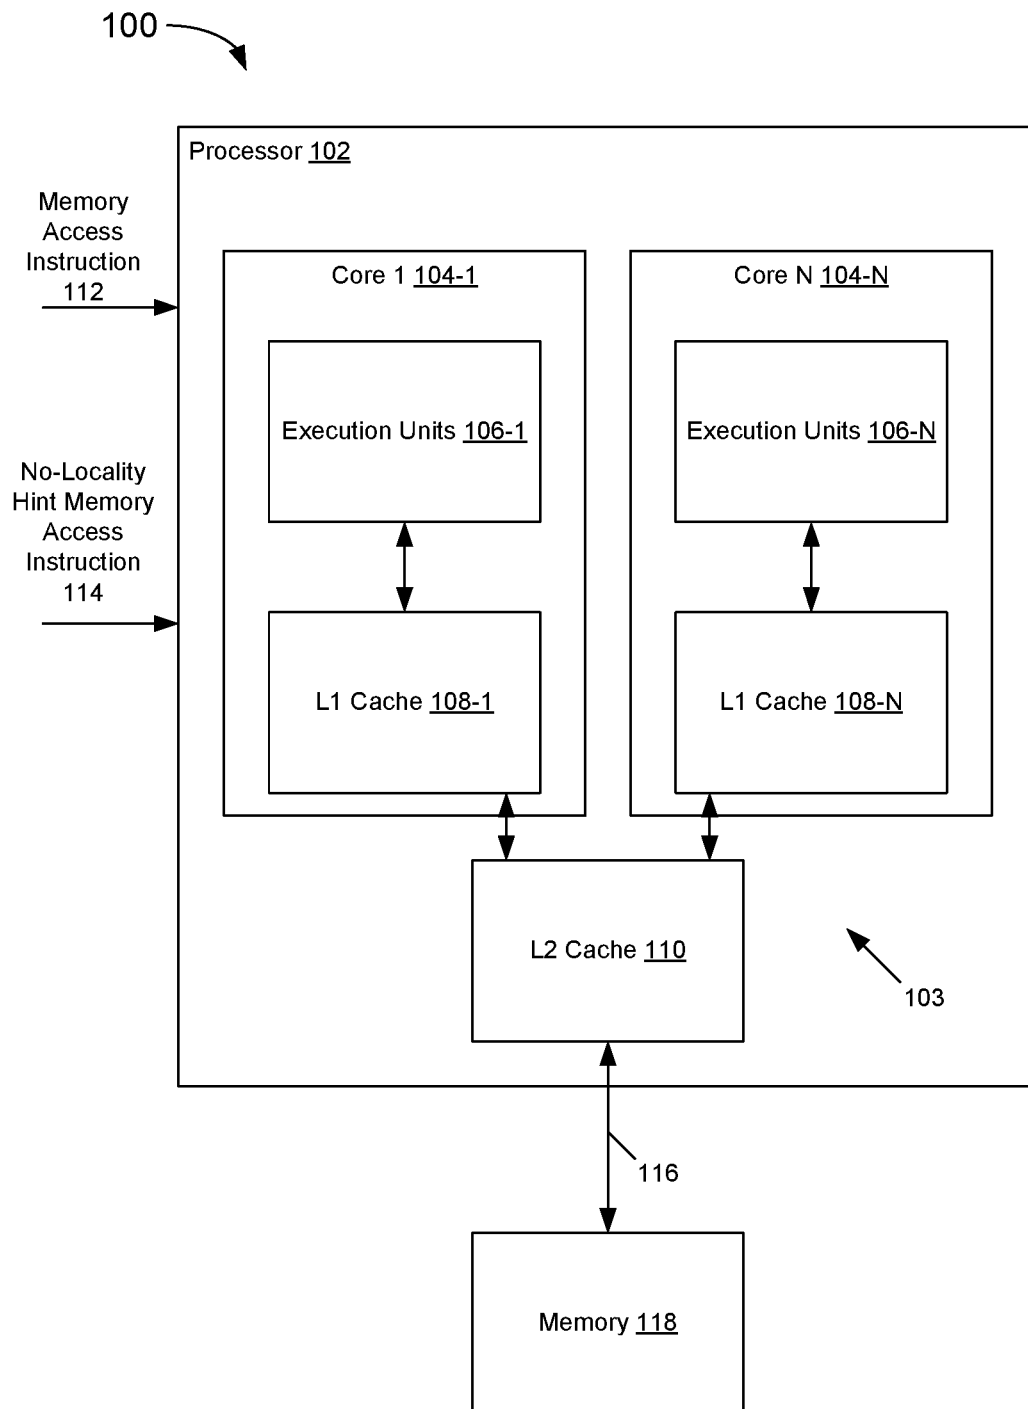 100
Processor 102
Memory
Access
Instruction
112
Core 1 104-1
Core N 104-N
Execution Units 106-1
Execution Units 106-N
No-Locality
Hint Memory
Access
Instruction
114
L1 Cache 108-1
L1 Cache 108-N
L2 Cache 110
103
116
Memory 118